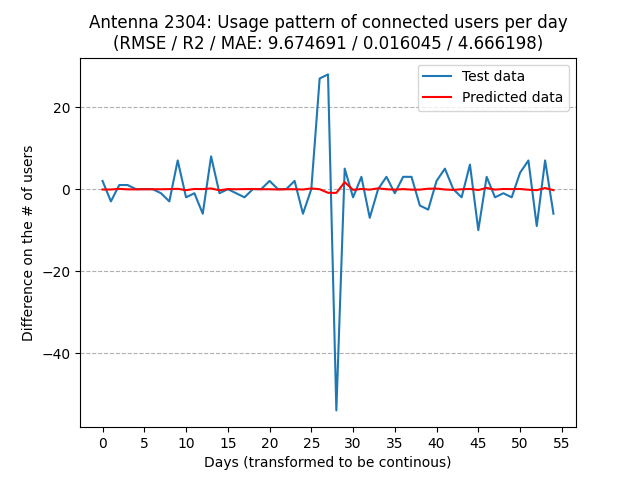 Antenna 2304: Usage pattern of connected users per day
(RMSE / R2 / MAE: 9.674691 / 0.016045 / 4.666198)
Test data
Predicted data
Difference on the # of users
20
0
−20
−40
0 5 10 15 20 25 30 35 40 45 50 55
Days (transformed to be continous)